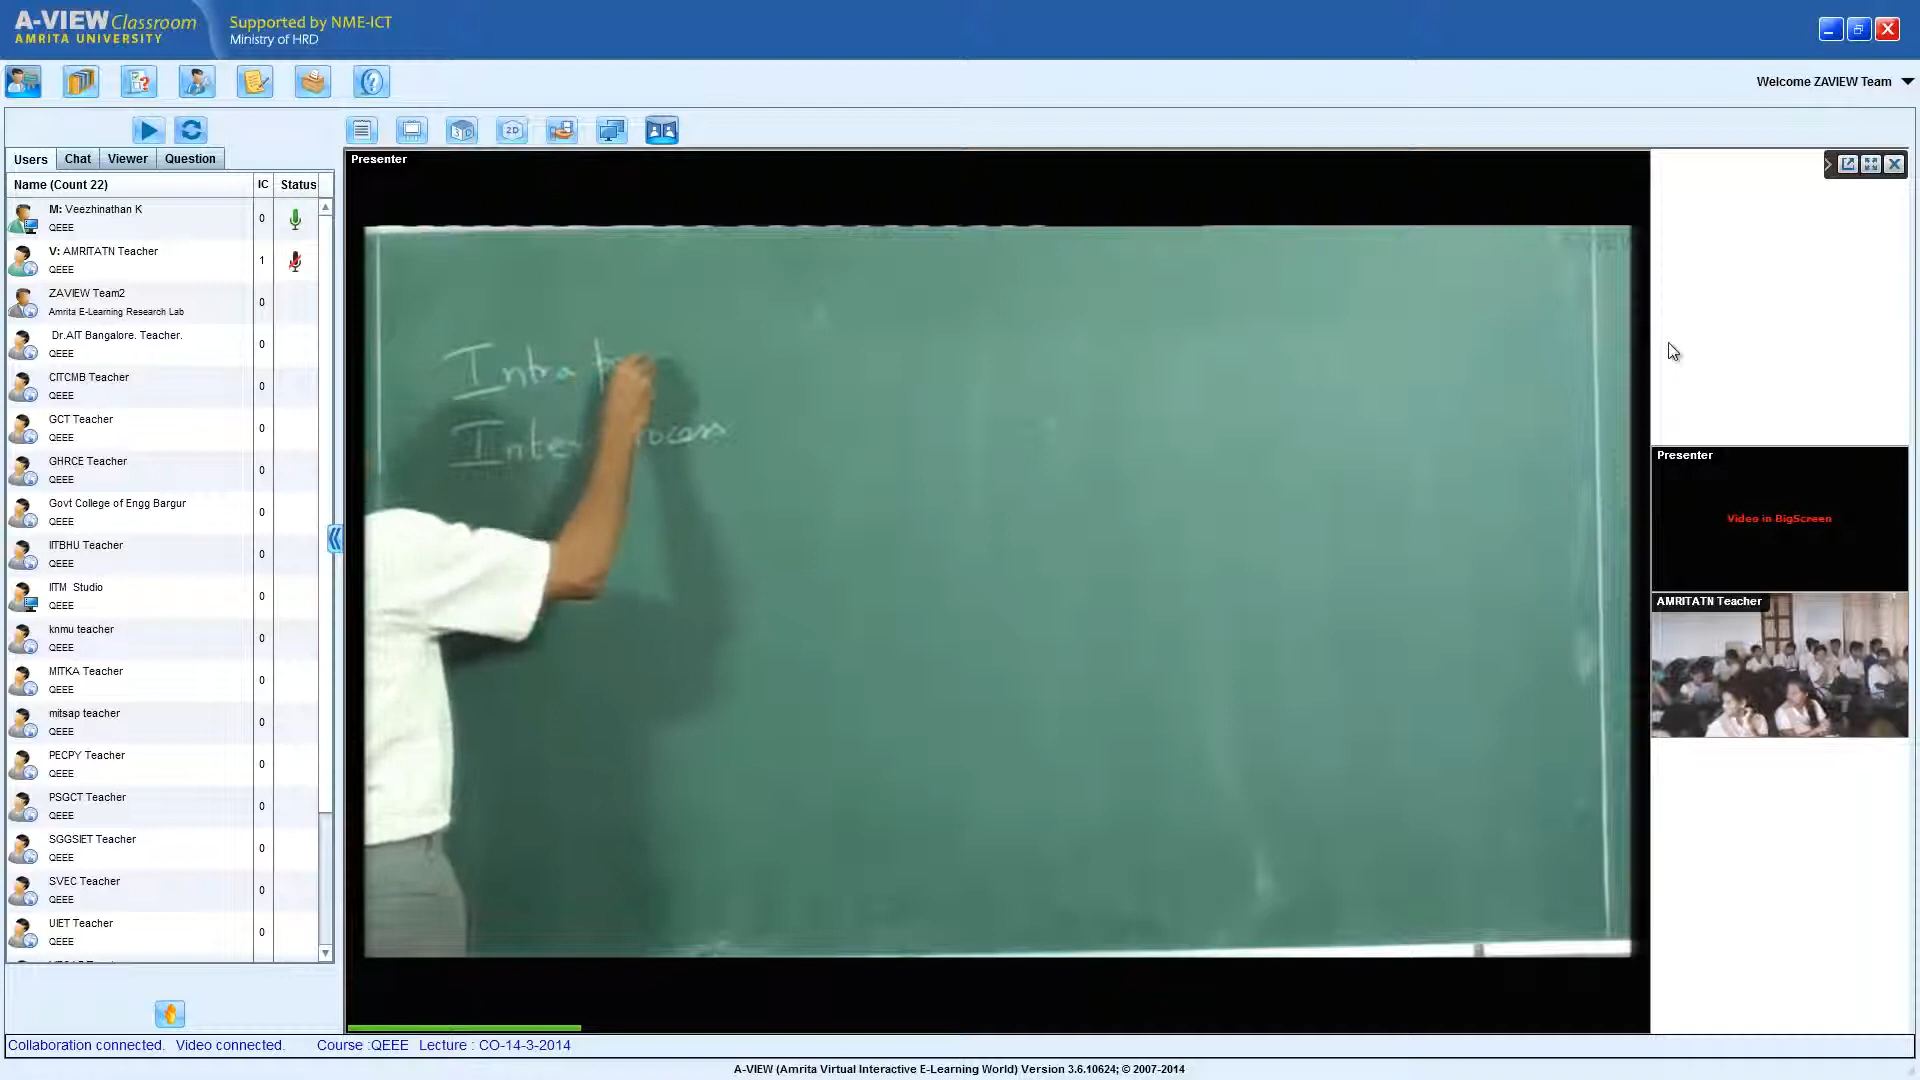 A-VIEW Classroom
AMRITA UNIVERSITY
Supported by NME-ICT
Ministry of HRD
Welcome ZAVIEW Team
3D
2D
Users
Chat
Viewer
Question
Name (Count 22)
IC
Status
M: Veezhinathan K
QEEE
0
V: AMRITATN Teacher
QEEE
1
ZAVIEW Team2
Amrita E-Learning Research Lab
0
Dr.AIT Bangalore. Teacher.
QEEE
0
CITCMB Teacher
QEEE
0
GCT Teacher
QEEE
0
GHRCE Teacher
QEEE
0
Govt College of Engg Bargur
QEEE
0
IITBHU Teacher
QEEE
0
IITM Studio
QEEE
0
knmu teacher
QEEE
0
MITKA Teacher
QEEE
0
mitsap teacher
QEEE
0
PECPY Teacher
QEEE
0
PSGCT Teacher
QEEE
0
SGGSIET Teacher
QEEE
0
SVEC Teacher
QEEE
0
UIET Teacher
QEEE
0
Presenter
Intra
Inter
Presenter
Video in BigScreen
AMRITATN Teacher
Collaboration connected. Video connected. Course :QEEE Lecture : CO-14-3-2014
A-VIEW (Amrita Virtual Interactive E-Learning World) Version 3.6.10624; © 2007-2014